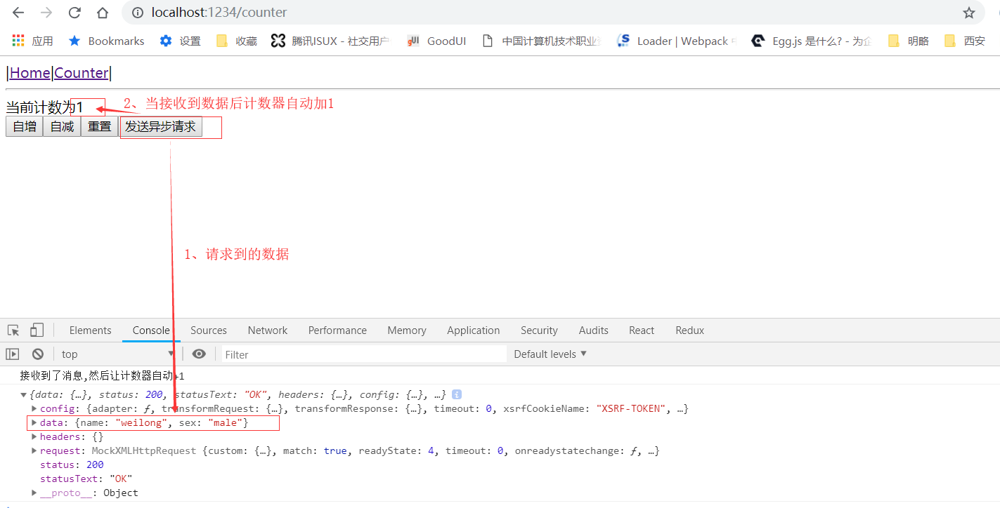 localhost:1234/counter
应用 Bookmarks 设置 收藏 腾讯ISUX - 社交用户 gUI GoodUI 中国计算机技术职业 Loader | Webpack Egg.js 是什么? - 为企 明略 西安
|Home|Counter|
当前计数为1 2、当接收到数据后计数器自动加1
自增 自减 重置 发送异步请求
1、请求到的数据
Elements Console Sources Network Performance Memory Application Security Audits React Redux
top Filter Default levels
接收到了消息,然后让计数器自动+1
{data: {…}, status: 200, statusText: "OK", headers: {…}, config: {…}, …}
config: {adapter: ƒ, transformRequest: {…}, transformResponse: {…}, timeout: 0, xsrfCookieName: "XSRF-TOKEN", …}
data: {name: "weilong", sex: "male"}
headers: {}
request: MockXMLHttpRequest {custom: {…}, match: true, readyState: 4, timeout: 0, onreadystatechange: ƒ, …}
status: 200
statusText: "OK"
__proto__: Object